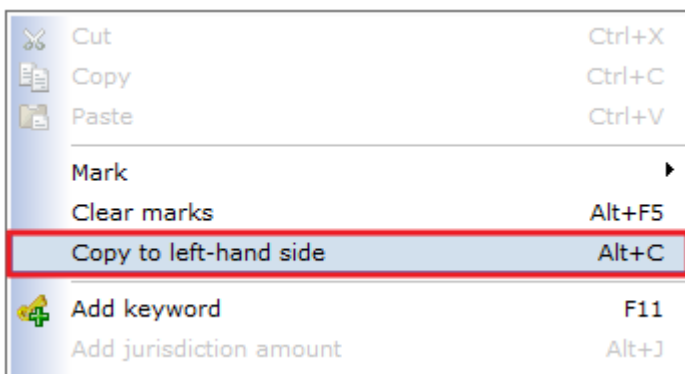 Cut Ctrl+X
Copy Ctrl+C
Paste Ctrl+V
Mark
Clear marks Alt+F5
Copy to left-hand side Alt+C
Add keyword F11
Add jurisdiction amount Alt+J